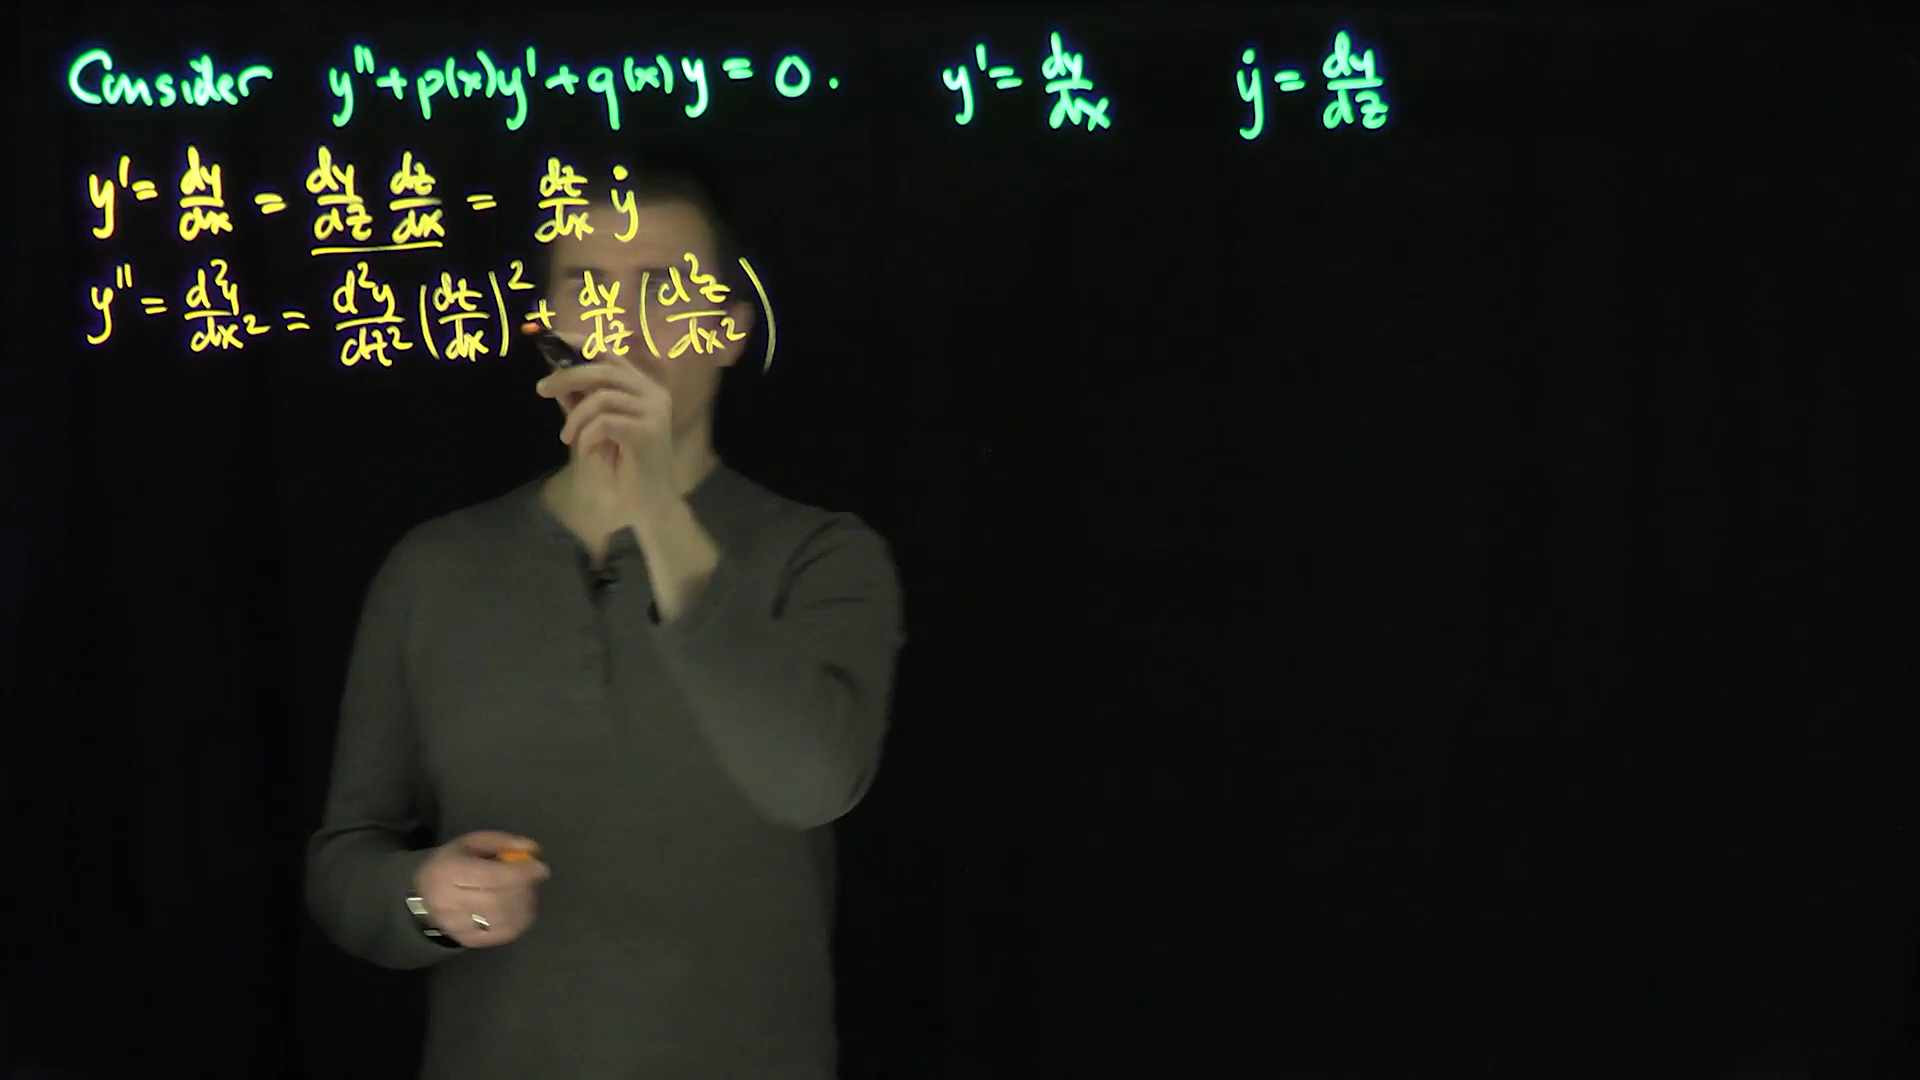 Consider y'' + p(x)y' + q(x)y = 0. y' = dy/dx ẏ = dy/dz
y' = dy/dx = dy/dz dz/dx = dz/dx ẏ
y'' = d²y/dx² = d²y/dz² (dz/dx)² + dy/dz (d²z/dx²)